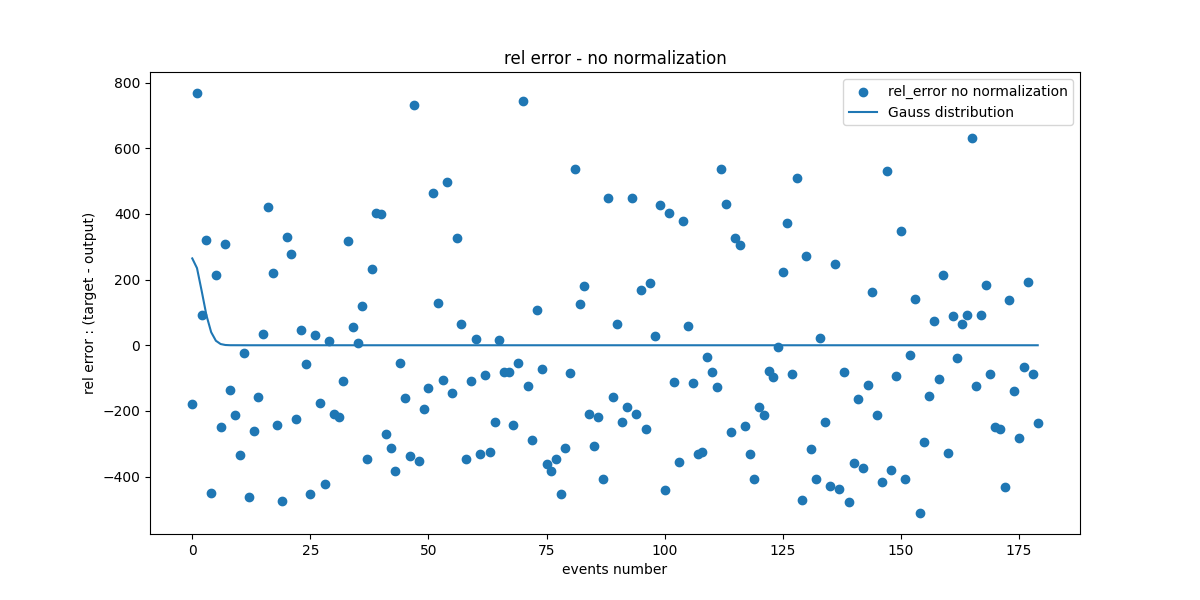 rel error - no normalization
rel_error no normalization
Gauss distribution
800
600
400
200
0
−200
−400
rel error : (target - output)
0 25 50 75 100 125 150 175
events number